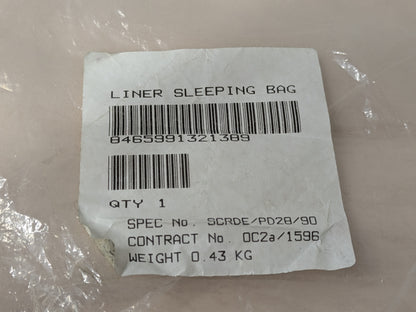 LINER SLEEPING BAG
8465991321389
QTY 1
SPEC No. SCRDE/PD28/90
CONTRACT No. OC2a/1596
WEIGHT 0.43 KG